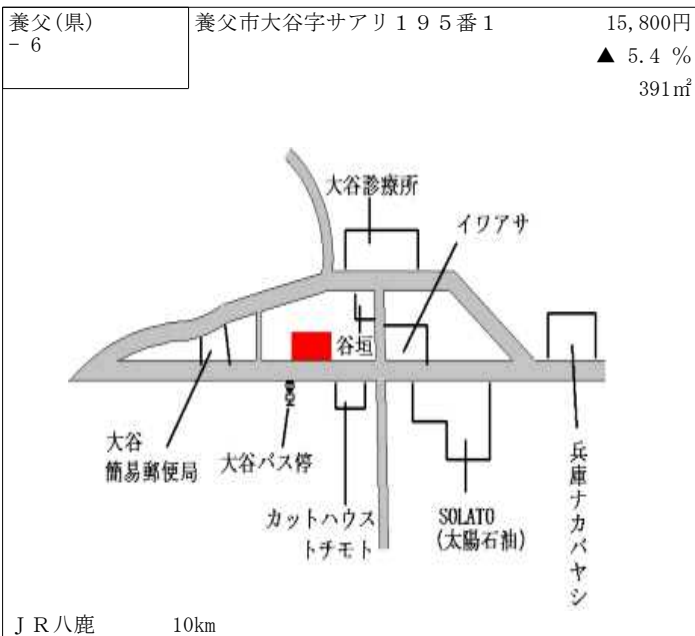 養父(県)
- 6
養父市大谷字サアリ１９５番１
15,800円
▲ 5.4 %
391㎡
大谷診療所
イワアサ
谷垣
大谷
簡易郵便局
大谷バス停
カットハウス
トチモト
SOLATO
(太陽石油)
兵庫ナカバヤシ
ＪＲ八鹿 10km